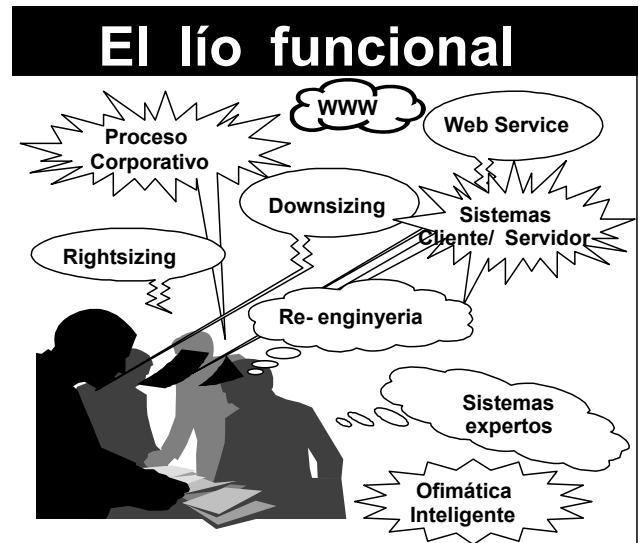 El lío funcional
WWW
Proceso
Corporativo
Web Service
Downsizing
Sistemas
Cliente/ Servidor
Rightsizing
Re- enginyeria
Sistemas
expertos
Ofimática
Inteligente